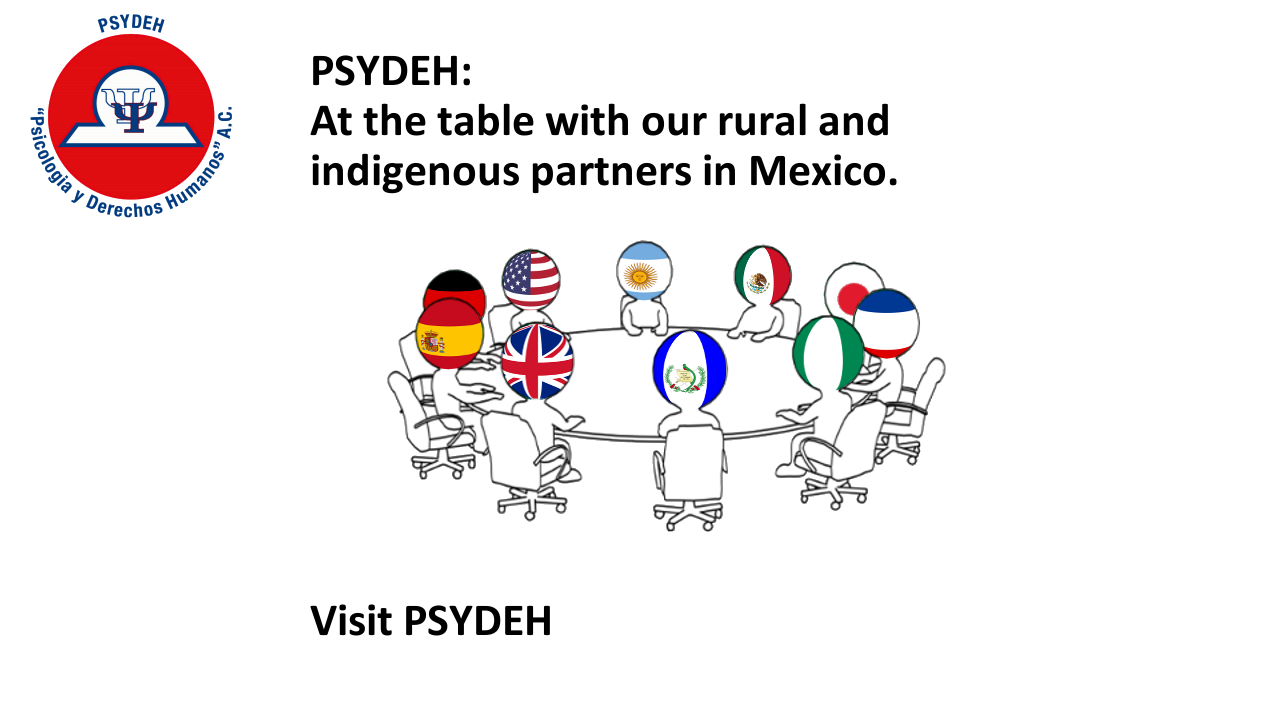 PSYDEH
"Psicología y Derechos Humanos" A.C.
PSYDEH:
At the table with our rural and
indigenous partners in Mexico.
Visit PSYDEH